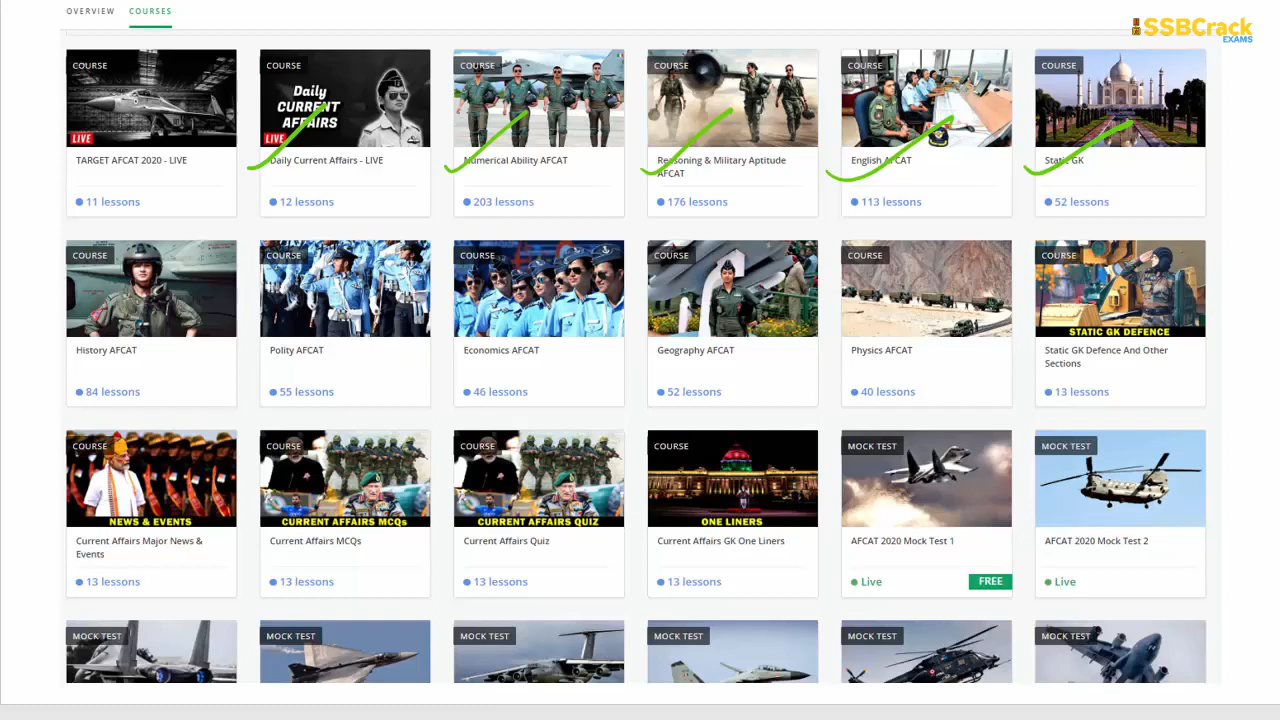 OVERVIEW COURSES
SSBCrack
EXAMS
COURSE COURSE COURSE COURSE COURSE COURSE
Daily
CURRENT
AFFAIRS
LIVE LIVE
TARGET AFCAT 2020 - LIVE Daily Current Affairs - LIVE Numerical Ability AFCAT Reasoning & Military Aptitude English AFCAT Static GK
AFCAT
11 lessons 12 lessons 203 lessons 176 lessons 113 lessons 52 lessons
COURSE COURSE COURSE COURSE COURSE COURSE
STATIC GK DEFENCE
History AFCAT Polity AFCAT Economics AFCAT Geography AFCAT Physics AFCAT Static GK Defence And Other
Sections
84 lessons 55 lessons 46 lessons 52 lessons 40 lessons 13 lessons
COURSE COURSE COURSE COURSE MOCK TEST MOCK TEST
NEWS & EVENTS CURRENT AFFAIRS MCQs CURRENT AFFAIRS QUIZ ONE LINERS
Current Affairs Major News & Current Affairs MCQs Current Affairs Quiz Current Affairs GK One Liners AFCAT 2020 Mock Test 1 AFCAT 2020 Mock Test 2
Events
13 lessons 13 lessons 13 lessons 13 lessons Live FREE Live
MOCK TEST MOCK TEST MOCK TEST MOCK TEST MOCK TEST MOCK TEST